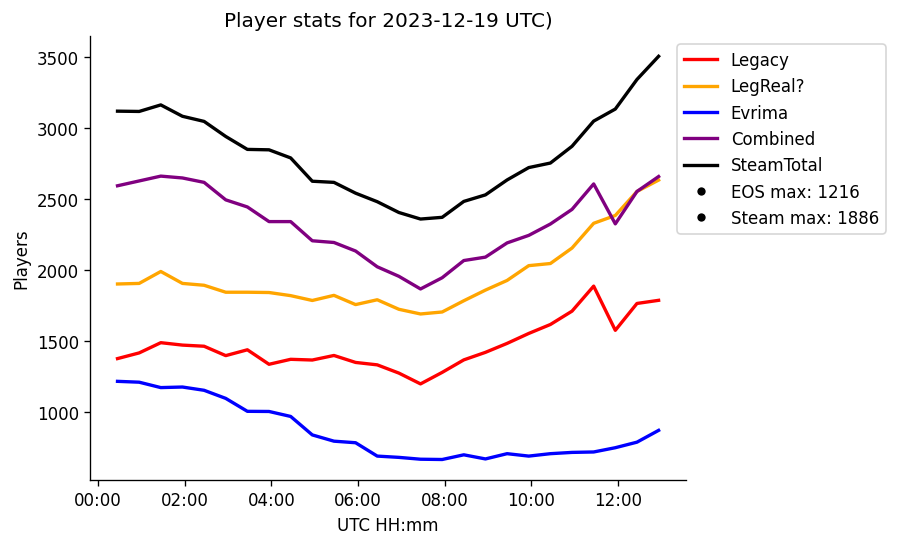 Player stats for 2023-12-19 UTC)
3500
3000
2500
2000
1500
1000
Players
00:00 02:00 04:00 06:00 08:00 10:00 12:00
UTC HH:mm
Legacy
LegReal?
Evrima
Combined
SteamTotal
EOS max: 1216
Steam max: 1886